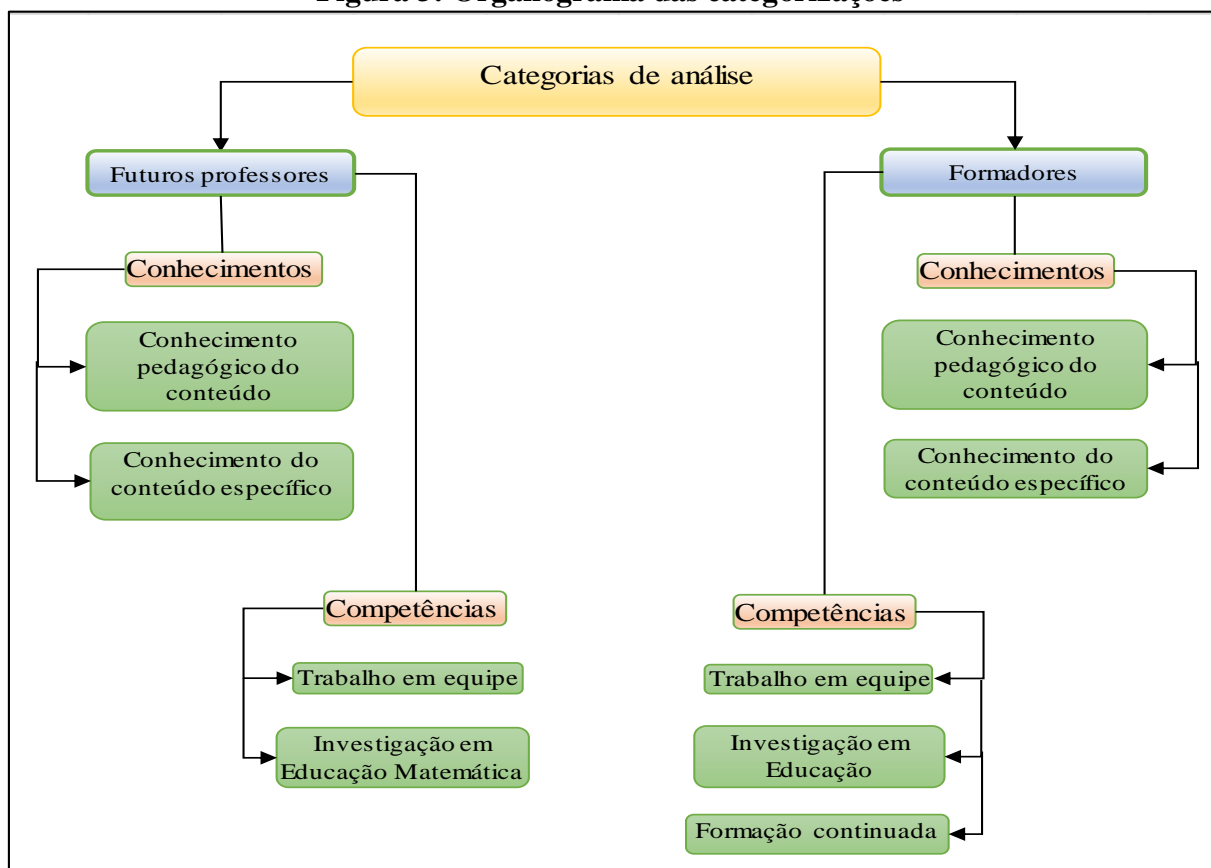 Categorias de análise
Futuros professores
Formadores
Conhecimentos
Conhecimentos
Conhecimento
pedagógico do
conteúdo
Conhecimento
pedagógico do
conteúdo
Conhecimento do
conteúdo específico
Conhecimento do
conteúdo específico
Competências
Competências
Trabalho em equipe
Trabalho em equipe
Investigação em
Educação Matemática
Investigação em
Educação
Formação continuada